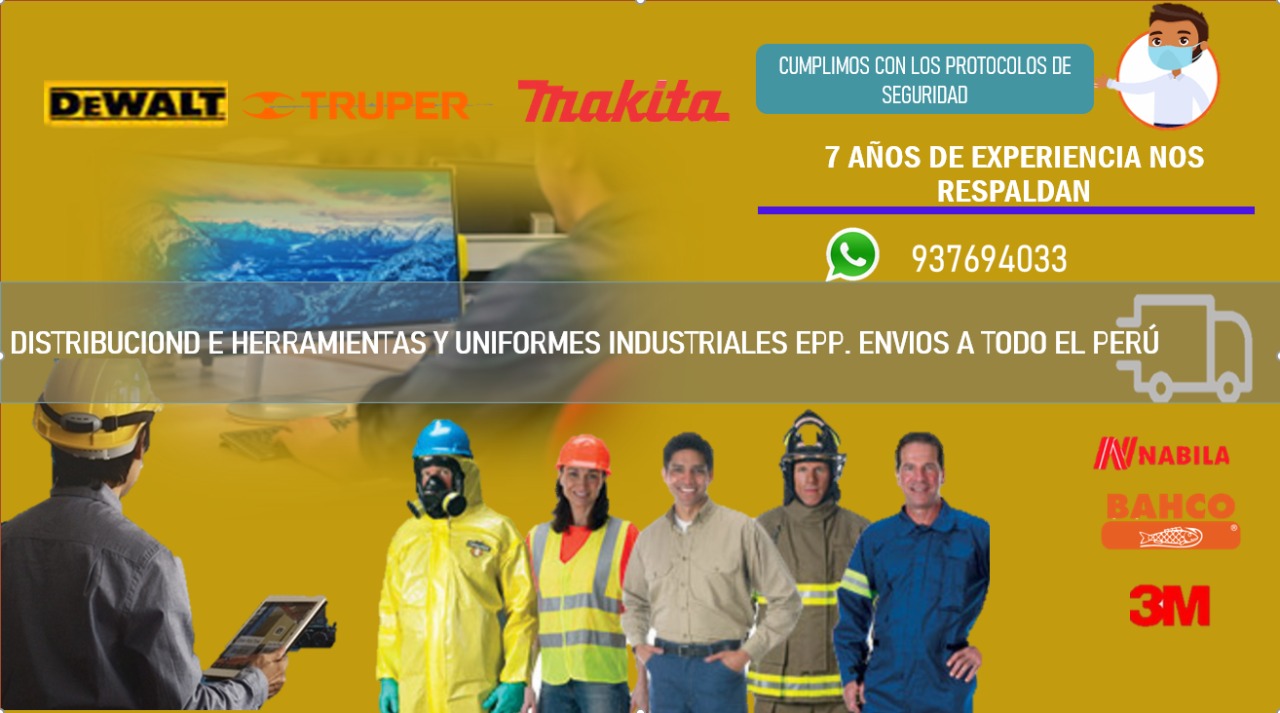 DEWALT
TRUPER
makita
CUMPLIMOS CON LOS PROTOCOLOS DE
SEGURIDAD
7 AÑOS DE EXPERIENCIA NOS
RESPALDAN
937694033
DISTRIBUCIOND E HERRAMIENTAS Y UNIFORMES INDUSTRIALES EPP. ENVIOS A TODO EL PERÚ
NABILA
BAHCO
®
3M